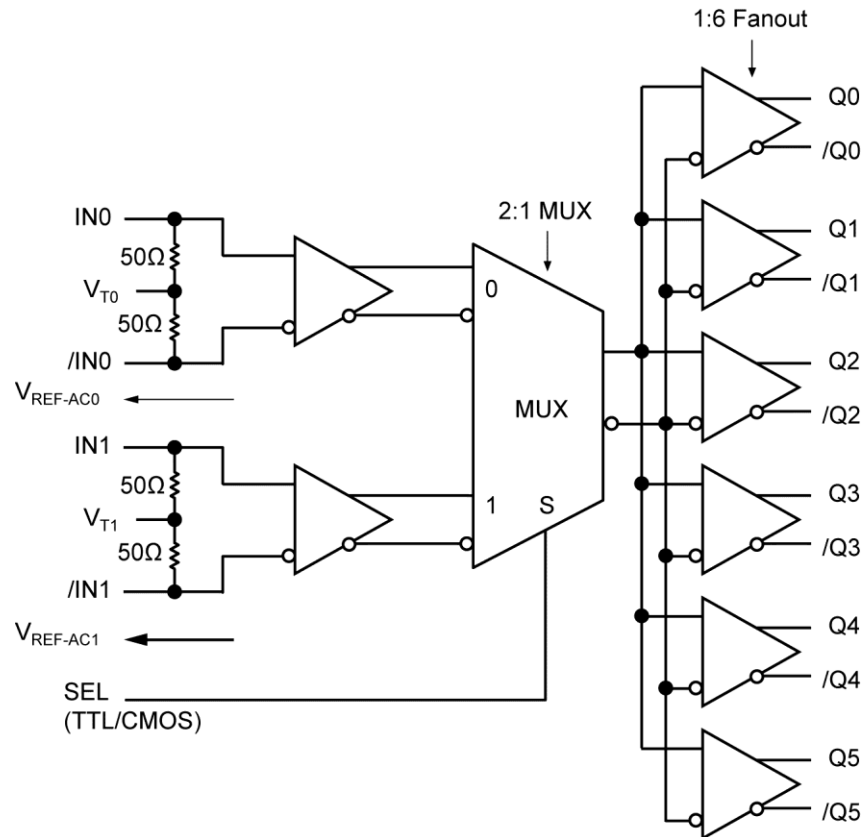 1:6 Fanout
Q0
/Q0
IN0
2:1 MUX
Q1
50Ω
0
/Q1
VT0
50Ω
Q2
/IN0
MUX
/Q2
VREF-AC0
IN1
50Ω
1
S
Q3
VT1
/Q3
50Ω
/IN1
Q4
VREF-AC1
/Q4
SEL
(TTL/CMOS)
Q5
/Q5